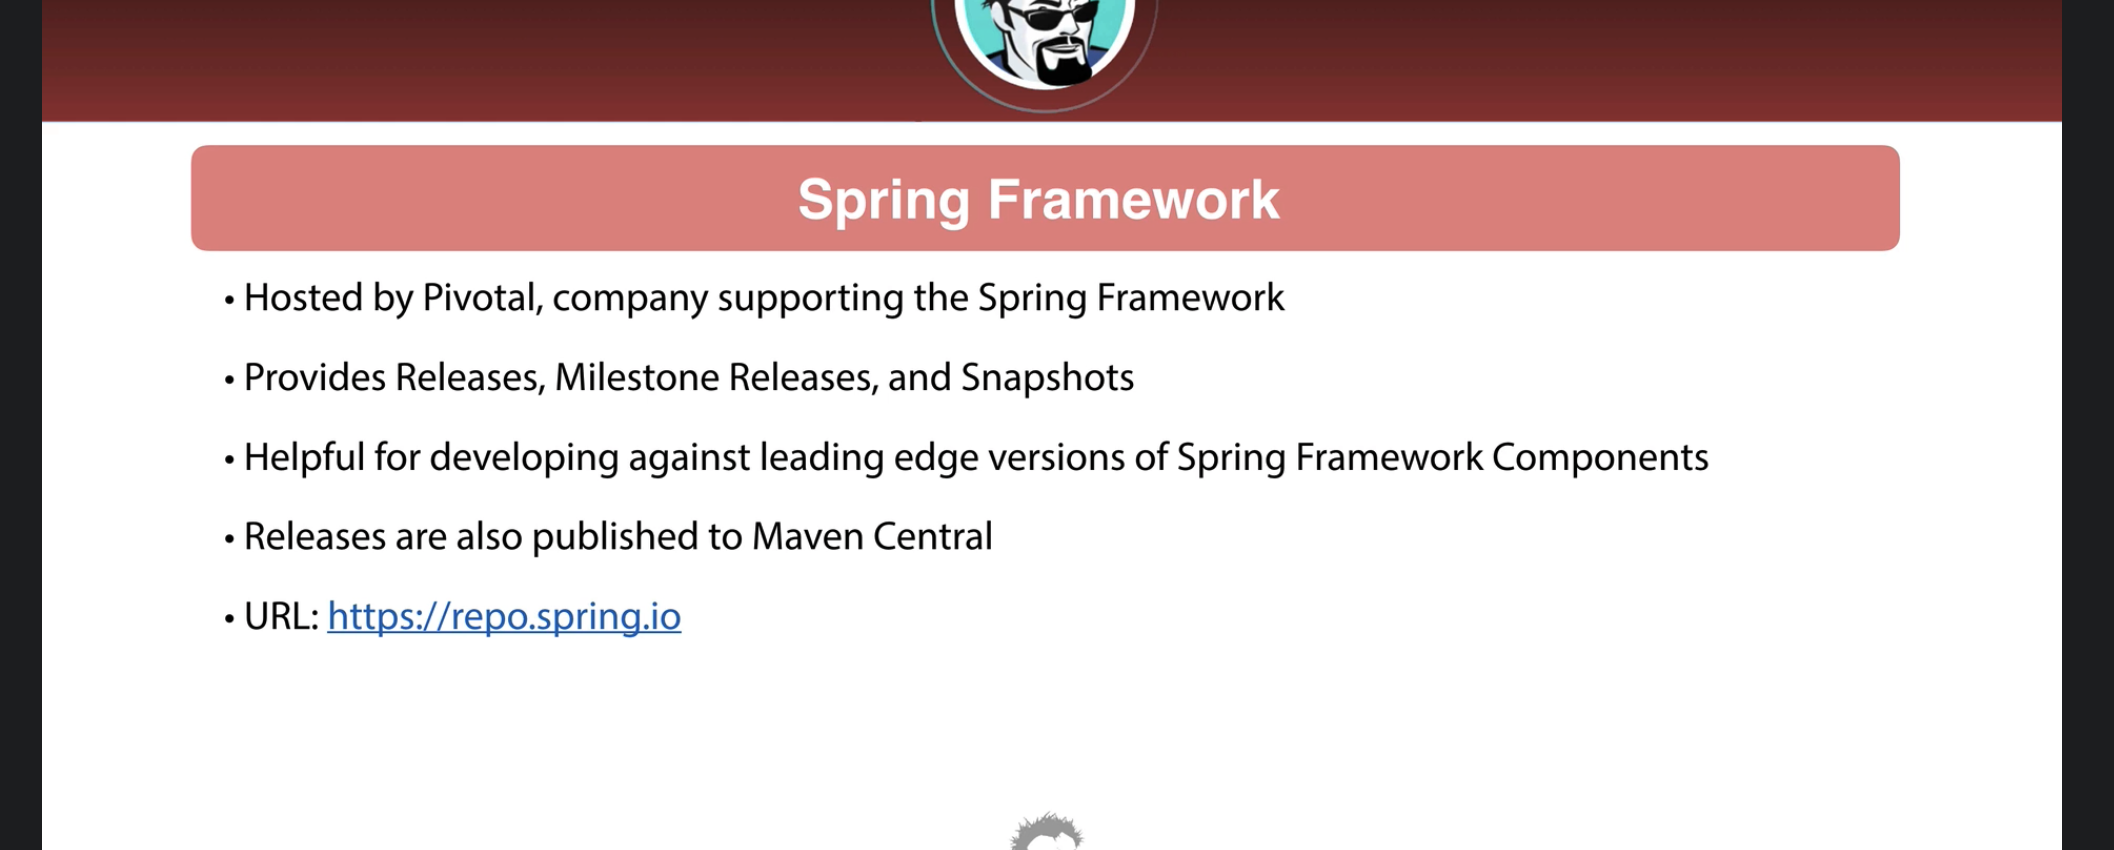 Spring Framework
• Hosted by Pivotal, company supporting the Spring Framework
• Provides Releases, Milestone Releases, and Snapshots
• Helpful for developing against leading edge versions of Spring Framework Components
• Releases are also published to Maven Central
• URL: https://repo.spring.io